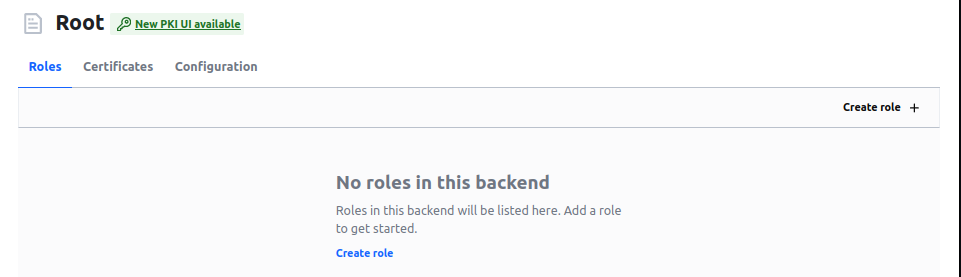 Root New PKI UI available
Roles Certificates Configuration
Create role +
No roles in this backend
Roles in this backend will be listed here. Add a role
to get started.
Create role